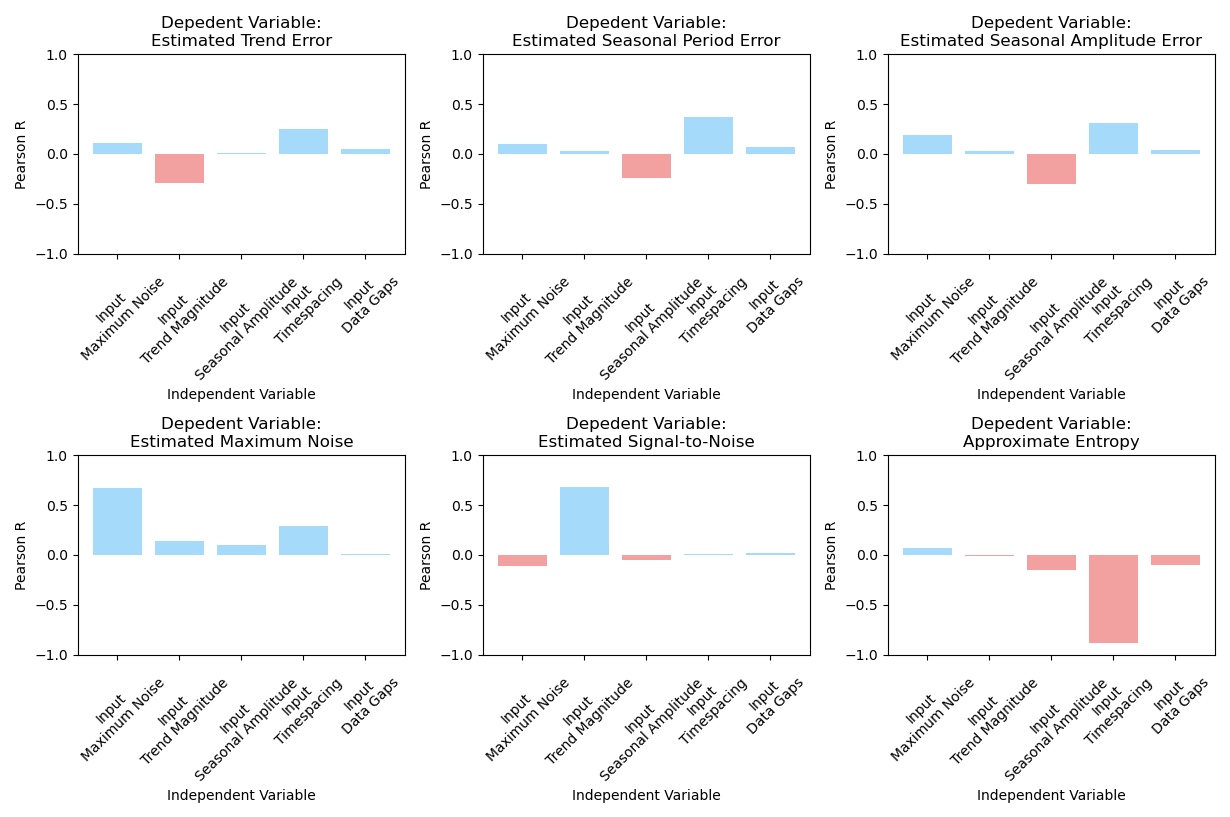 Depedent Variable:
Estimated Trend Error
Pearson R
1.0
0.5
0.0
−0.5
−1.0
Input
Maximum Noise
Input
Trend Magnitude
Input
Seasonal Amplitude
Input
Timespacing
Input
Data Gaps
Independent Variable
Depedent Variable:
Estimated Seasonal Period Error
Pearson R
1.0
0.5
0.0
−0.5
−1.0
Input
Maximum Noise
Input
Trend Magnitude
Input
Seasonal Amplitude
Input
Timespacing
Input
Data Gaps
Independent Variable
Depedent Variable:
Estimated Seasonal Amplitude Error
Pearson R
1.0
0.5
0.0
−0.5
−1.0
Input
Maximum Noise
Input
Trend Magnitude
Input
Seasonal Amplitude
Input
Timespacing
Input
Data Gaps
Independent Variable
Depedent Variable:
Estimated Maximum Noise
Pearson R
1.0
0.5
0.0
−0.5
−1.0
Input
Maximum Noise
Input
Trend Magnitude
Input
Seasonal Amplitude
Input
Timespacing
Input
Data Gaps
Independent Variable
Depedent Variable:
Estimated Signal-to-Noise
Pearson R
1.0
0.5
0.0
−0.5
−1.0
Input
Maximum Noise
Input
Trend Magnitude
Input
Seasonal Amplitude
Input
Timespacing
Input
Data Gaps
Independent Variable
Depedent Variable:
Approximate Entropy
Pearson R
1.0
0.5
0.0
−0.5
−1.0
Input
Maximum Noise
Input
Trend Magnitude
Input
Seasonal Amplitude
Input
Timespacing
Input
Data Gaps
Independent Variable